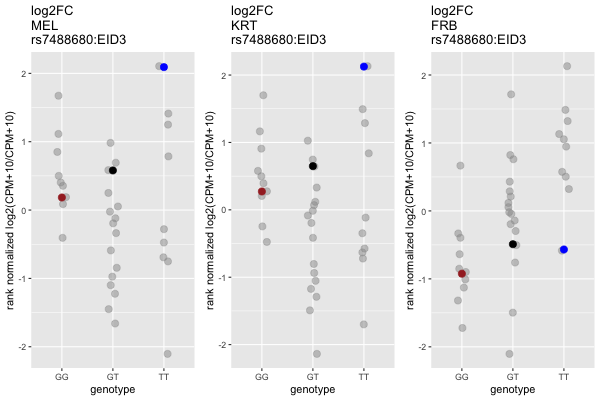 log2FC
MEL
rs7488680:EID3
rank normalized log2(CPM+10/CPM+10)
2
1
0
-1
-2
GG
GT
TT
genotype
log2FC
KRT
rs7488680:EID3
rank normalized log2(CPM+10/CPM+10)
2
1
0
-1
-2
GG
GT
TT
genotype
log2FC
FRB
rs7488680:EID3
rank normalized log2(CPM+10/CPM+10)
2
1
0
-1
-2
GG
GT
TT
genotype